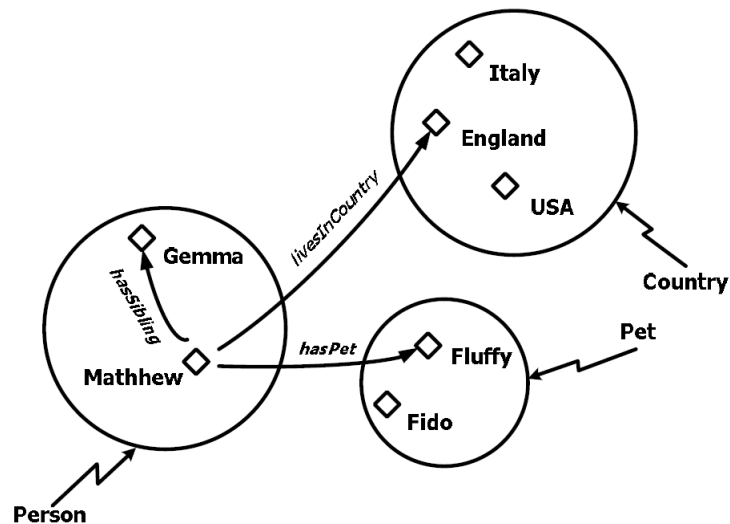 Italy
England
USA
Country
livesInCountry
Gemma
hasSibling
Mathhew
hasPet
Pet
Fluffy
Fido
Person